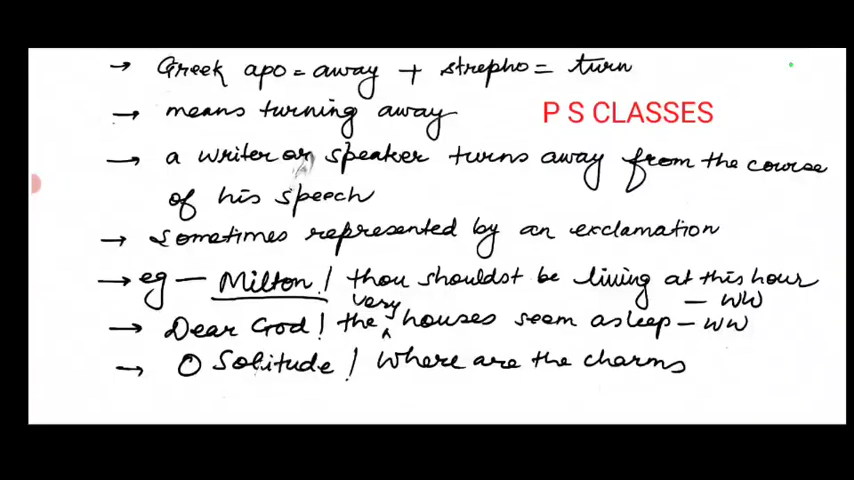 → Greek apo = away + strepho = turn
→ means turning away
P S CLASSES
→ a writer or speaker turns away from the course
of his speech
→ Sometimes represented by an exclamation
→ eg — Milton! thou shouldst be living at this hour
— WW
→ Dear God! the very houses seem asleep — WW
→ O Solitude! Where are the charms